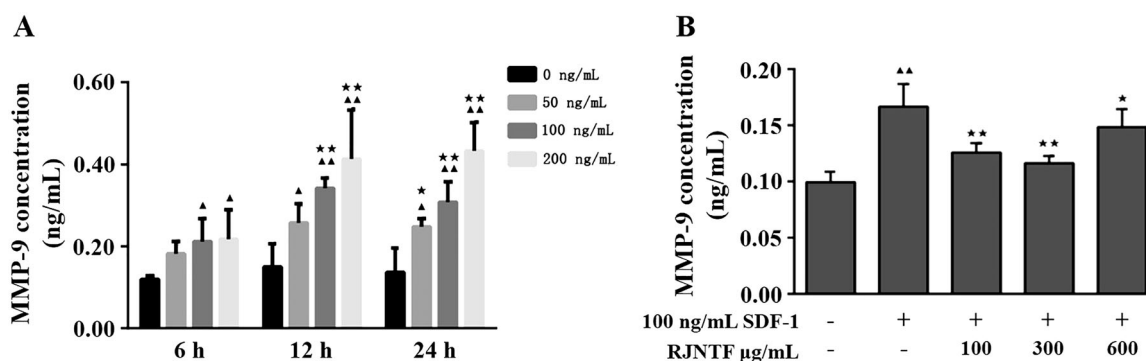 A
MMP-9 concentration
(ng/mL)
0.60
0.40
0.20
0.00
★★
▲▲
★★
▲▲
▲
▲
▲
★
▲
★★
▲▲
★★
▲▲
0 ng/mL
50 ng/mL
100 ng/mL
200 ng/mL
6 h 12 h 24 h
B
MMP-9 concentration
(ng/mL)
0.20
0.15
0.10
0.05
0.00
▲▲
★★
★★
★
100 ng/mL SDF-1 - + + + +
RJNTF µg/mL - - 100 300 600